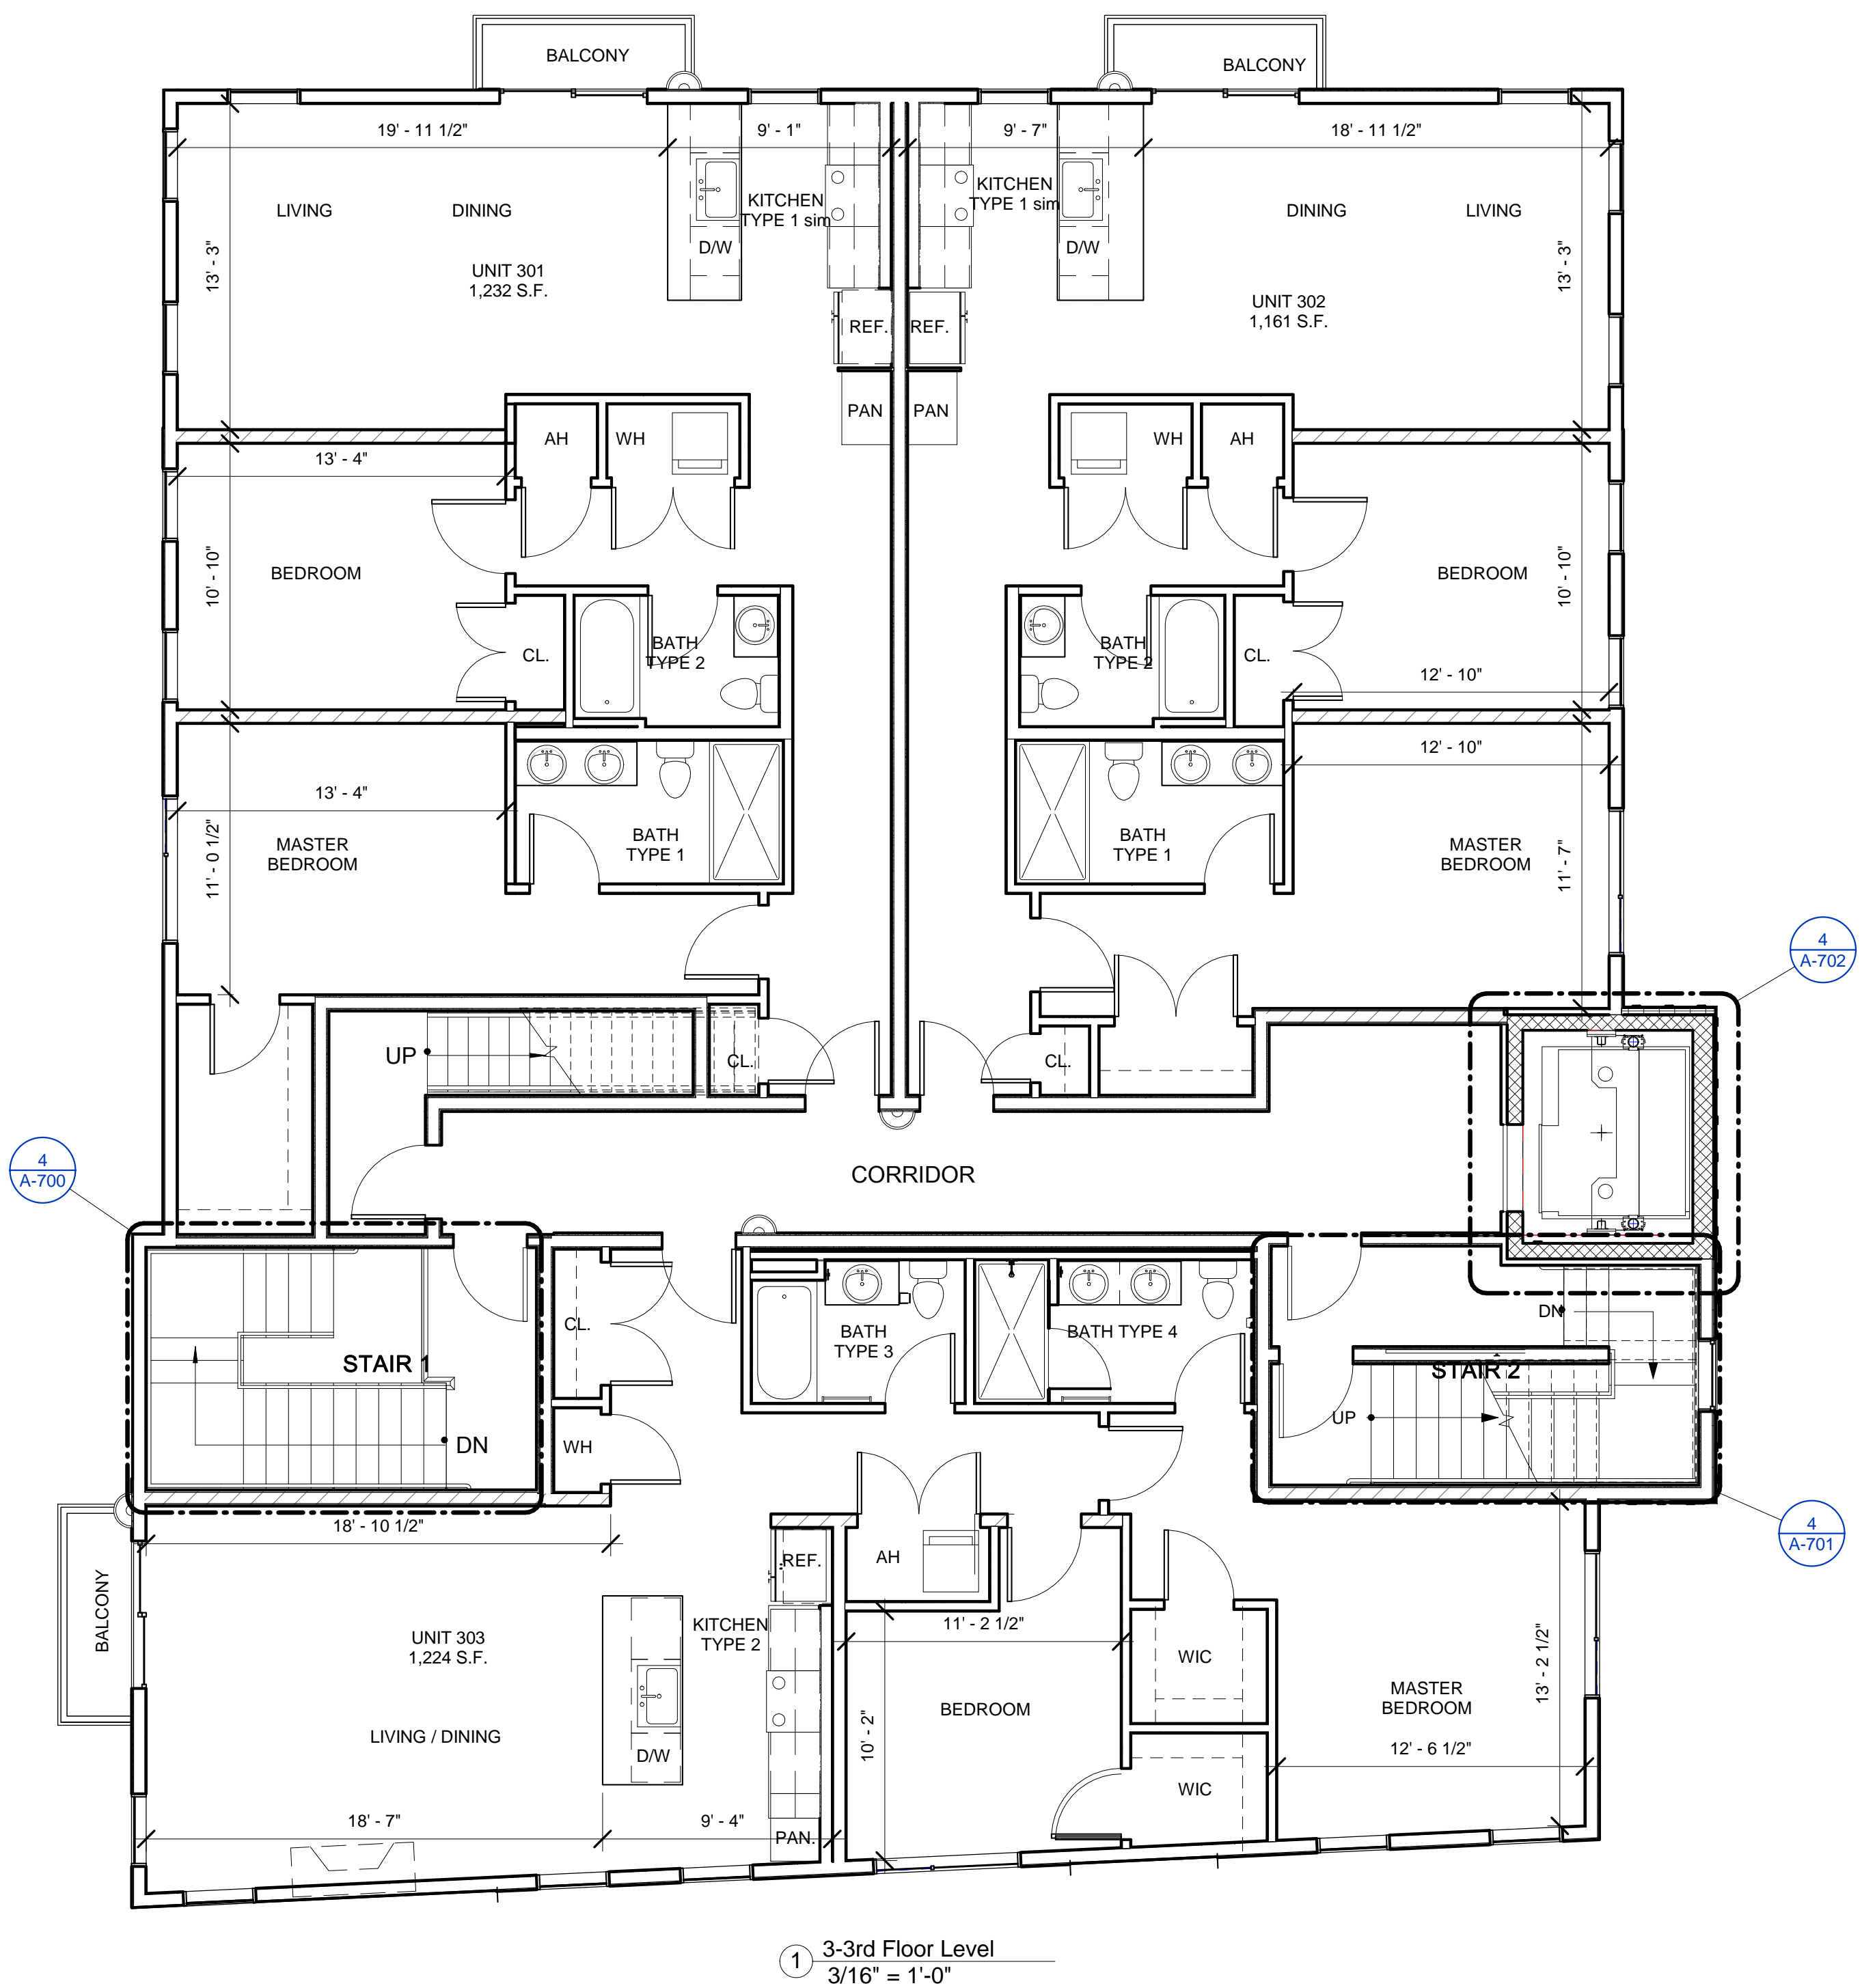 BALCONY
BALCONY
19' - 11 1/2"
9' - 1"
9' - 7"
18' - 11 1/2"
LIVING
DINING
KITCHEN
TYPE 1 sim
KITCHEN
TYPE 1 sim
DINING
LIVING
13' - 3"
D/W
D/W
13' - 3"
UNIT 301
1,232 S.F.
UNIT 302
1,161 S.F.
REF.
REF.
PAN
PAN
AH
WH
WH
AH
13' - 4"
10' - 10"
BEDROOM
BEDROOM
10' - 10"
CL.
BATH
TYPE 2
BATH
TYPE 2
CL.
12' - 10"
12' - 10"
13' - 4"
11' - 0 1/2"
MASTER
BEDROOM
BATH
TYPE 1
BATH
TYPE 1
MASTER
BEDROOM
11' - 7"
4
A-702
UP
CL.
CL.
4
A-700
CORRIDOR
CL.
BATH
TYPE 3
BATH TYPE 4
DN
STAIR 1
STAIR 2
UP
DN
WH
18' - 10 1/2"
4
A-701
REF.
AH
BALCONY
UNIT 303
1,224 S.F.
KITCHEN
TYPE 2
11' - 2 1/2"
WIC
13' - 2 1/2"
MASTER
BEDROOM
BEDROOM
10' - 2"
LIVING / DINING
D/W
12' - 6 1/2"
WIC
18' - 7"
9' - 4"
PAN.
1
3-3rd Floor Level
3/16" = 1'-0"